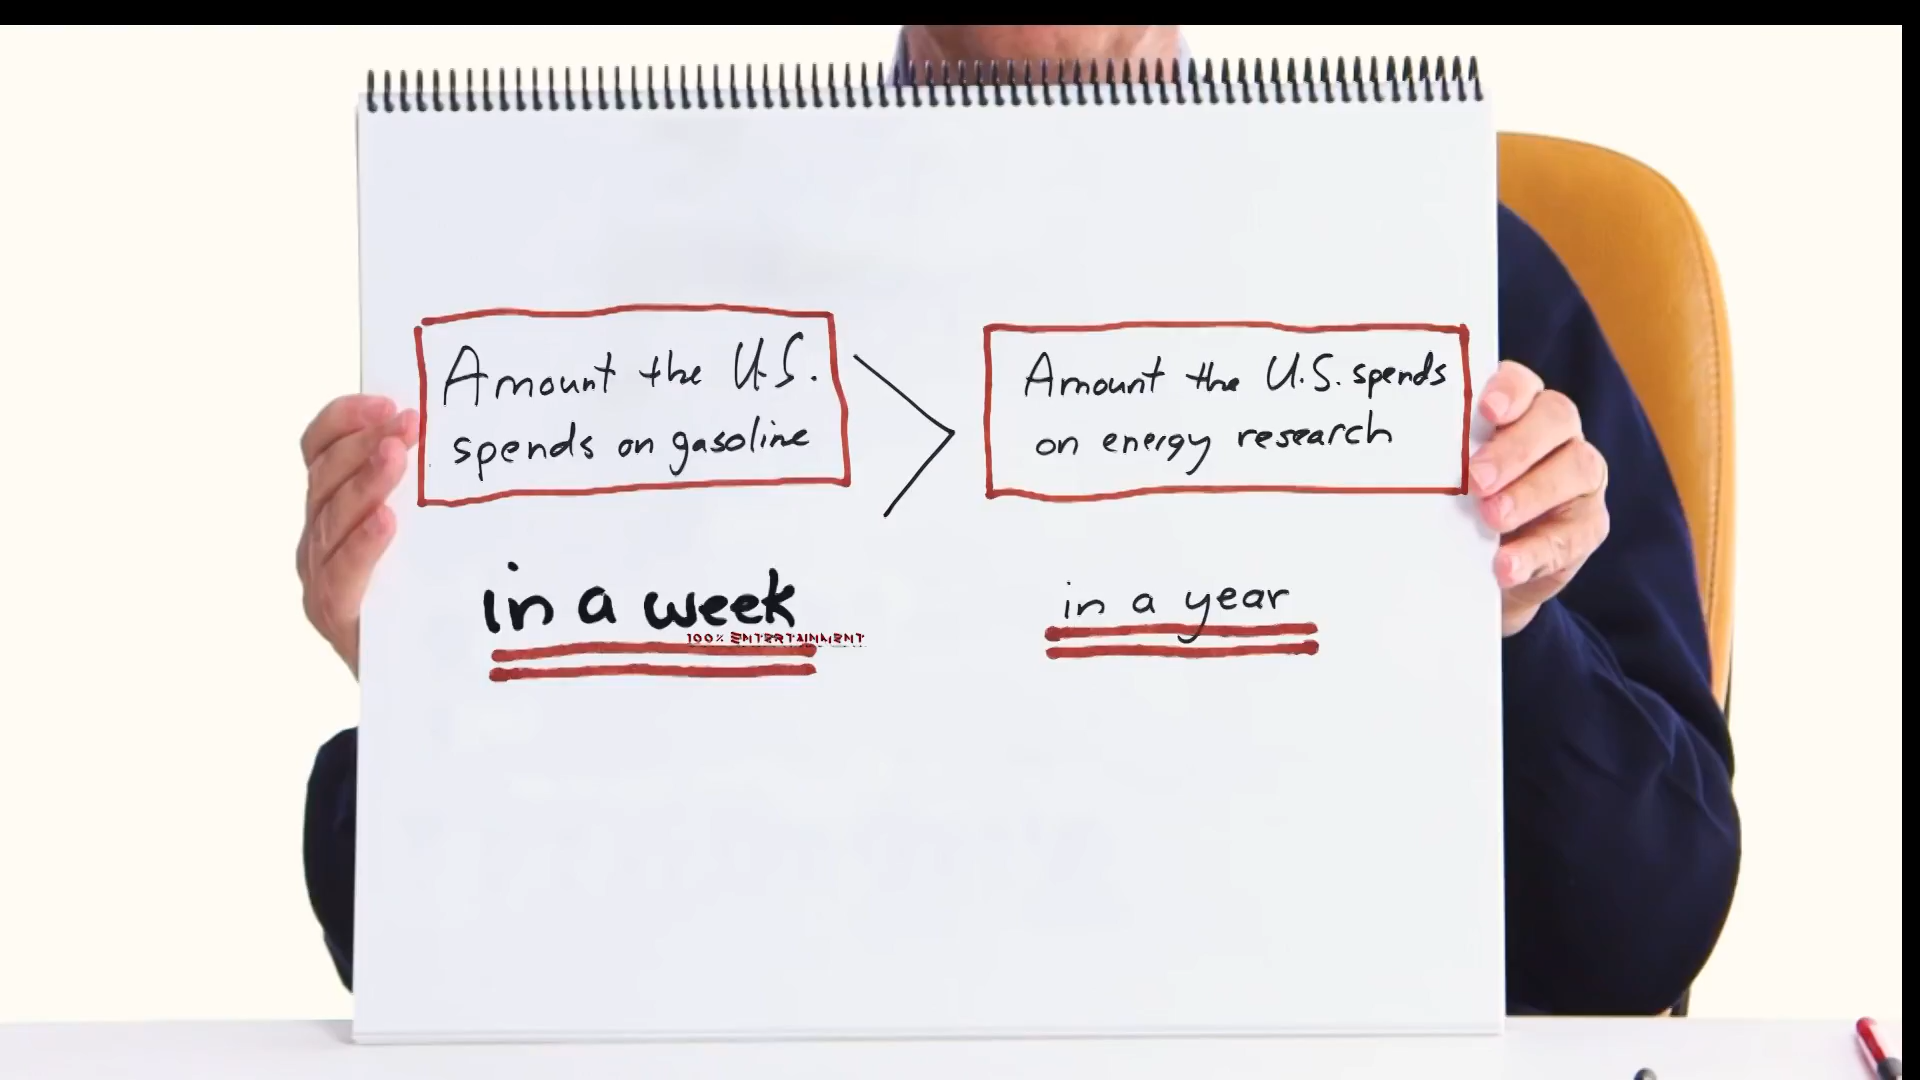 Amount the U.S.
spends on gasoline
>
Amount the U.S. spends
on energy research
in a week
in a year
100% ENTERTAINMENT